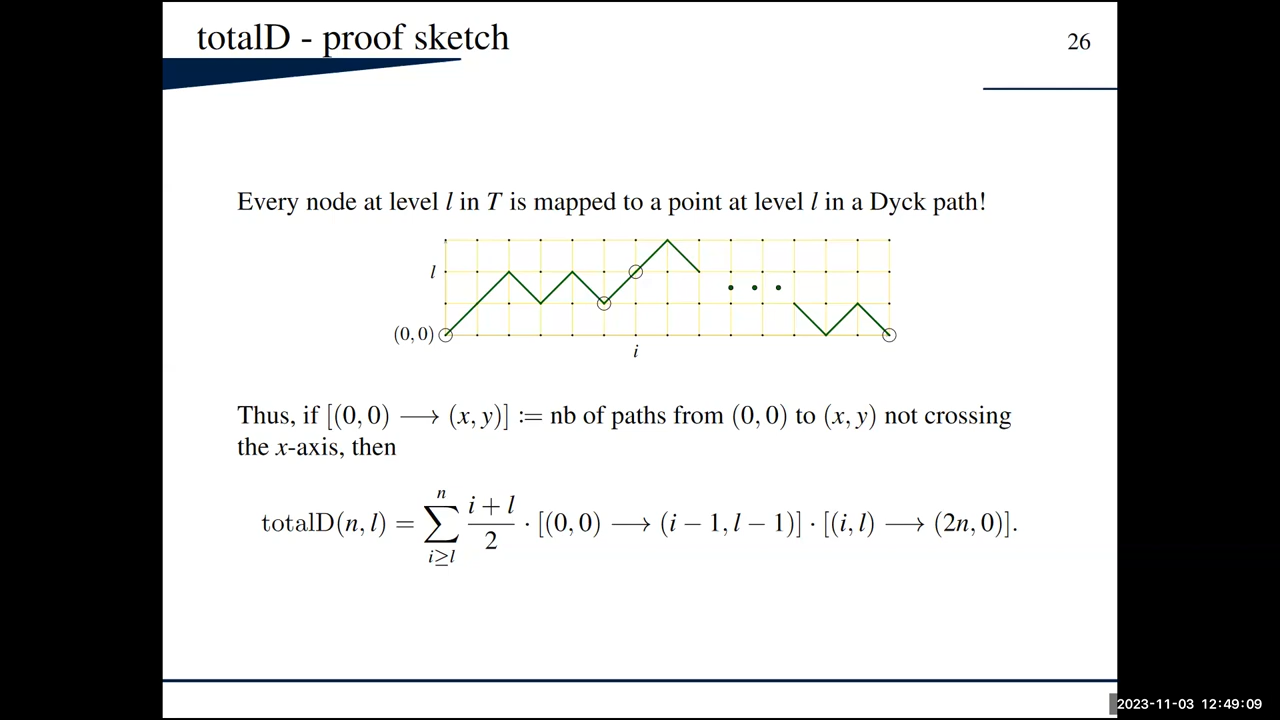 totalD - proof sketch
26
Every node at level l in T is mapped to a point at level l in a Dyck path!
l
(0, 0)
i
Thus, if [(0, 0) ⟶ (x, y)] := nb of paths from (0, 0) to (x, y) not crossing
the x-axis, then
totalD(n, l) = ∑_{i≥l}^{n} \frac{i + l}{2} · [(0, 0) ⟶ (i − 1, l − 1)] · [(i, l) ⟶ (2n, 0)].
2023-11-03 12:49:09